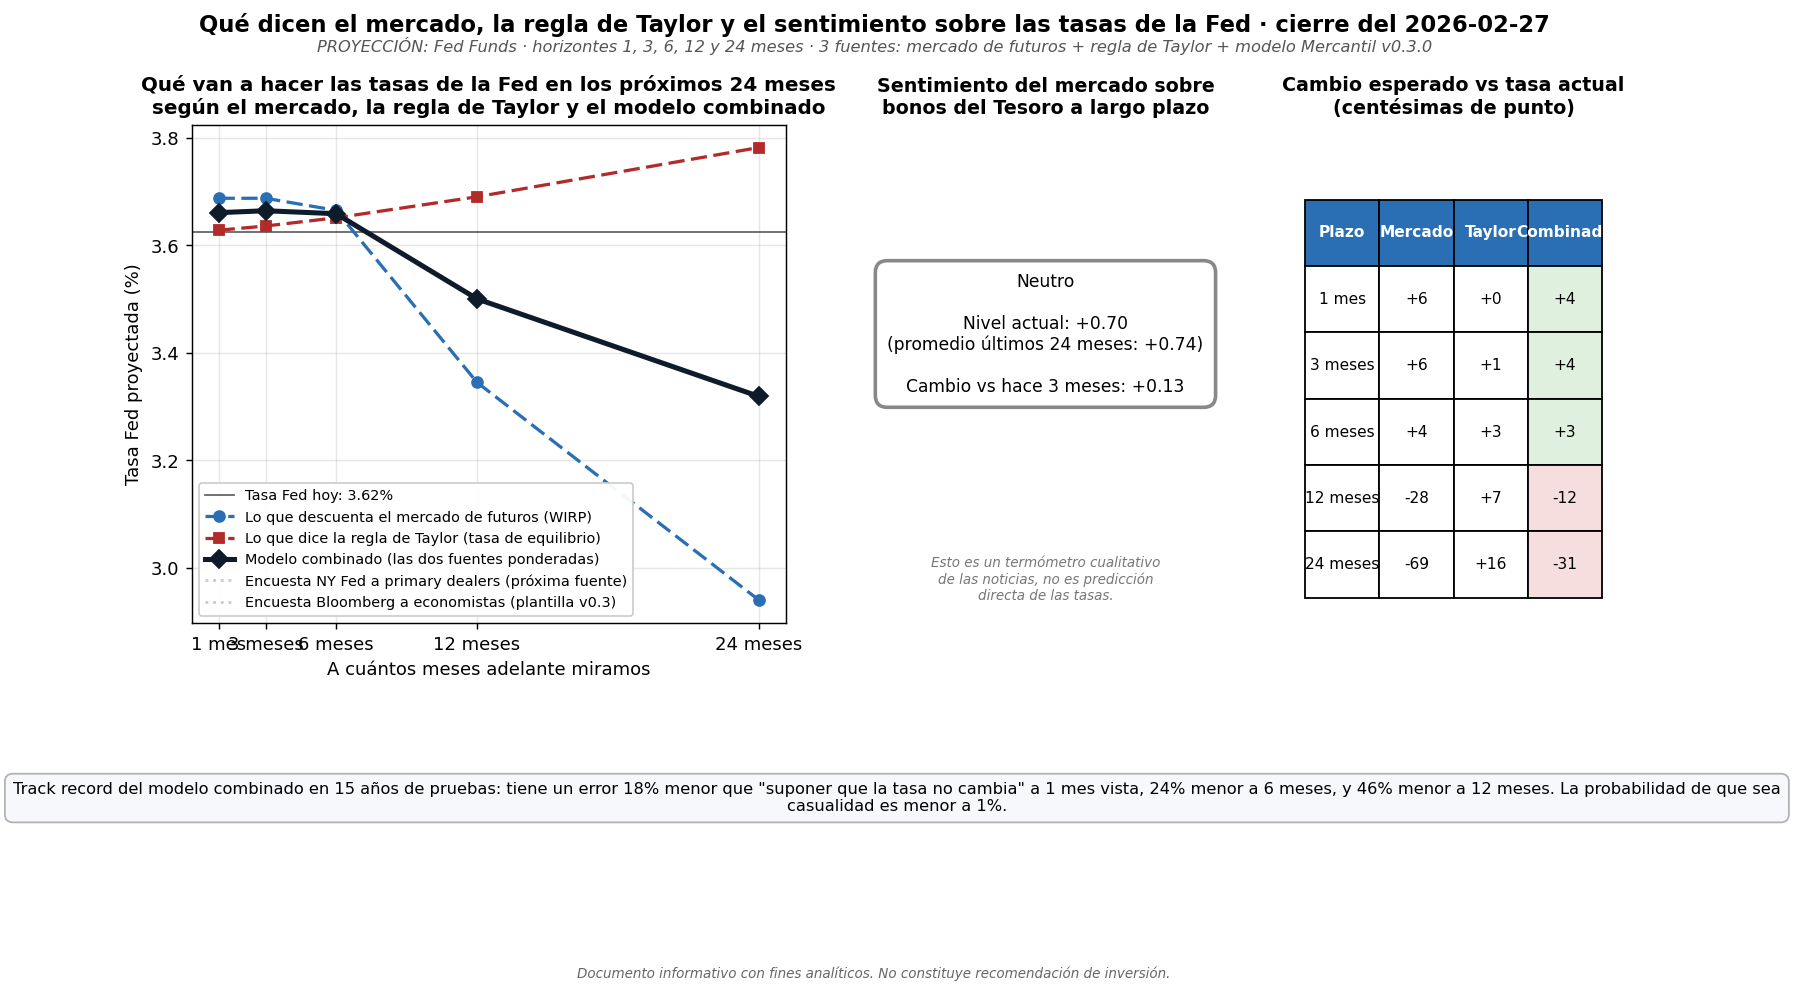 Qué dicen el mercado, la regla de Taylor y el sentimiento sobre las tasas de la Fed · cierre del 2026-02-27
PROYECCIÓN: Fed Funds · horizontes 1, 3, 6, 12 y 24 meses · 3 fuentes: mercado de futuros + regla de Taylor + modelo Mercantil v0.3.0
Qué van a hacer las tasas de la Fed en los próximos 24 meses
según el mercado, la regla de Taylor y el modelo combinado
3.8
3.6
3.4
3.2
3.0
Tasa Fed proyectada (%)
Tasa Fed hoy: 3.62%
Lo que descuenta el mercado de futuros (WIRP)
Lo que dice la regla de Taylor (tasa de equilibrio)
Modelo combinado (las dos fuentes ponderadas)
Encuesta NY Fed a primary dealers (próxima fuente)
Encuesta Bloomberg a economistas (plantilla v0.3)
1 mes 3 meses 6 meses 12 meses 24 meses
A cuántos meses adelante miramos
Sentimiento del mercado sobre
bonos del Tesoro a largo plazo
Neutro
Nivel actual: +0.70
(promedio últimos 24 meses: +0.74)
Cambio vs hace 3 meses: +0.13
Esto es un termómetro cualitativo
de las noticias, no es predicción
directa de las tasas.
Cambio esperado vs tasa actual
(centésimas de punto)
Plazo Mercado Taylor Combinad
1 mes +6 +0 +4
3 meses +6 +1 +4
6 meses +4 +3 +3
12 meses -28 +7 -12
24 meses -69 +16 -31
Track record del modelo combinado en 15 años de pruebas: tiene un error 18% menor que "suponer que la tasa no cambia" a 1 mes vista, 24% menor a 6 meses, y 46% menor a 12 meses. La probabilidad de que sea
casualidad es menor a 1%.
Documento informativo con fines analíticos. No constituye recomendación de inversión.